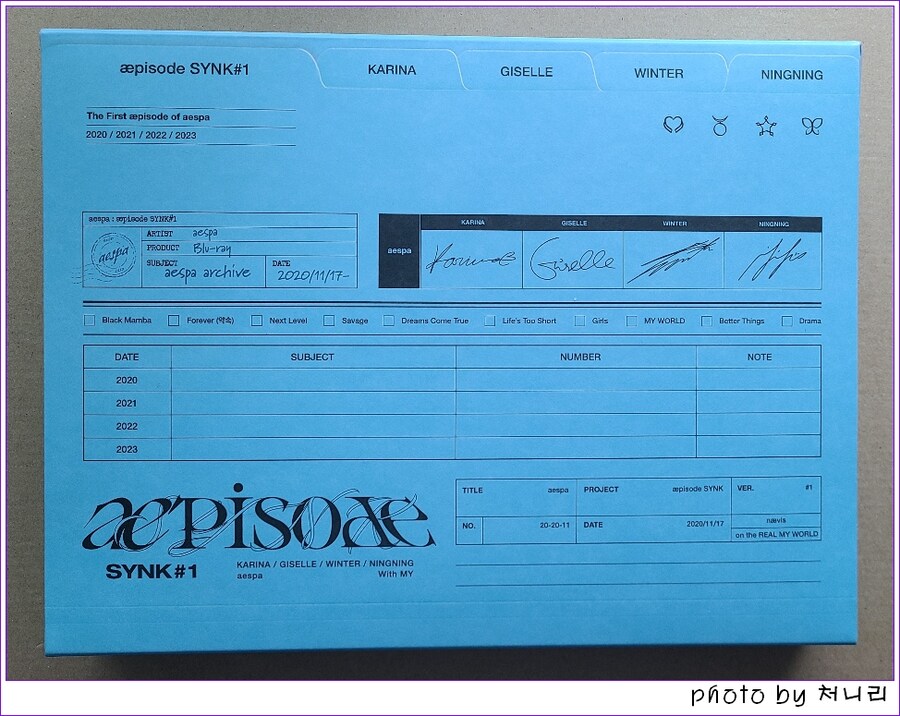 æpisode SYNK#1 KARINA GISELLE WINTER NINGNING
The First æpisode of aespa
2020 / 2021 / 2022 / 2023
aespa : æpisode SYNK#1
ARTIST aespa
PRODUCT Blu-ray
SUBJECT aespa archive
DATE 2020/11/17-
aespa
KARINA GISELLE WINTER NINGNING
aespa Karina Giselle
Black Mamba Forever (약속) Next Level Savage Dreams Come True Life's Too Short Girls MY WORLD Better Things Drama
DATE SUBJECT NUMBER NOTE
2020
2021
2022
2023
æpisode
SYNK#1
KARINA / GISELLE / WINTER / NINGNING
aespa With MY
TITLE aespa PROJECT æpisode SYNK VER. #1
NO. 20-20-11 DATE 2020/11/17 nævis
on the REAL MY WORLD
photo by 처니리